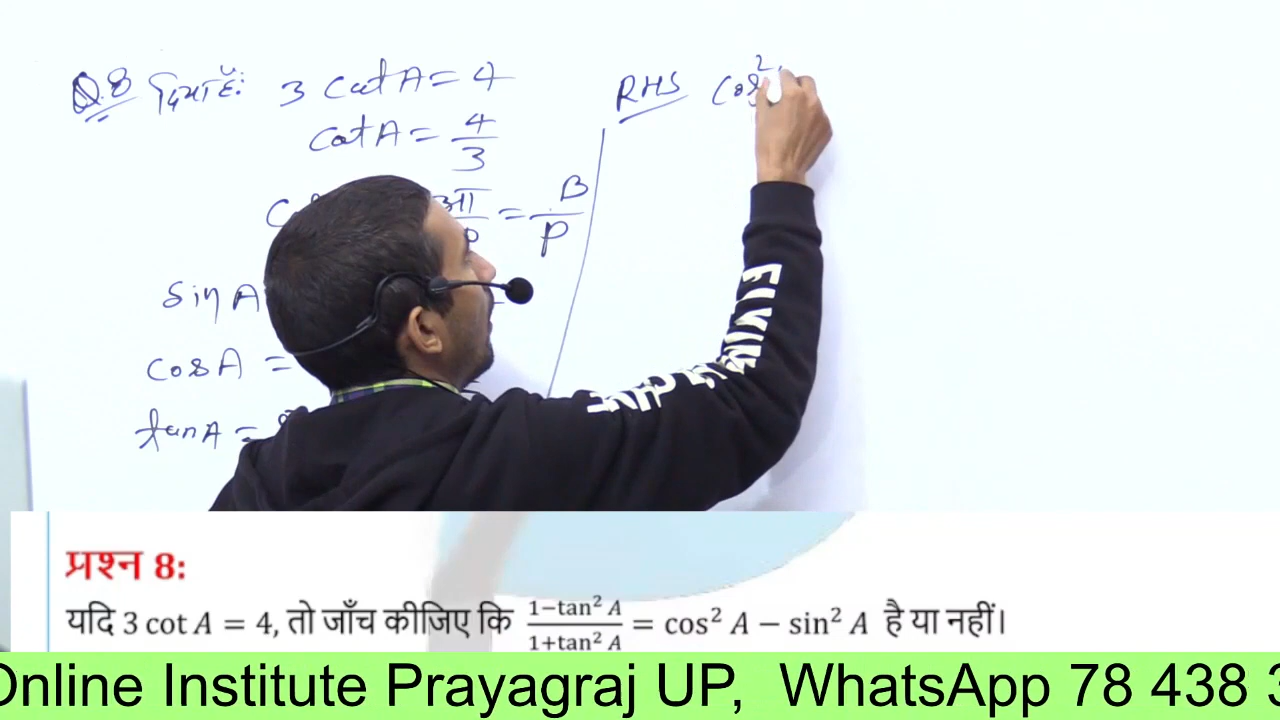 Q.8 दिया है: 3 cot A = 4
cot A = 4/3
= B/P
sin A
cos A =
tan A =
RHS cos²
प्रश्न 8:
यदि 3 cot A = 4, तो जाँच कीजिए कि (1−tan² A)/(1+tan² A) = cos² A − sin² A है या नहीं।
Online Institute Prayagraj UP, WhatsApp 78 438 3